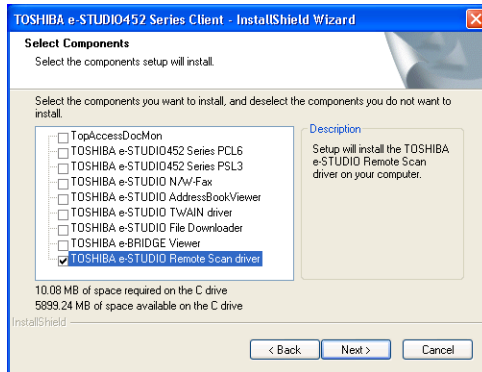 TOSHIBA e-STUDIO452 Series Client - InstallShield Wizard
Select Components
Select the components setup will install.
Select the components you want to install, and deselect the components you do not want to
install.
TopAccessDocMon
TOSHIBA e-STUDIO452 Series PCL6
TOSHIBA e-STUDIO452 Series PSL3
TOSHIBA e-STUDIO N/W-Fax
TOSHIBA e-STUDIO AddressBookViewer
TOSHIBA e-STUDIO TWAIN driver
TOSHIBA e-STUDIO File Downloader
TOSHIBA e-BRIDGE Viewer
TOSHIBA e-STUDIO Remote Scan driver
Description
Setup will install the TOSHIBA
e-STUDIO Remote Scan
driver on your computer.
10.08 MB of space required on the C drive
5899.24 MB of space available on the C drive
InstallShield
< Back
Next >
Cancel